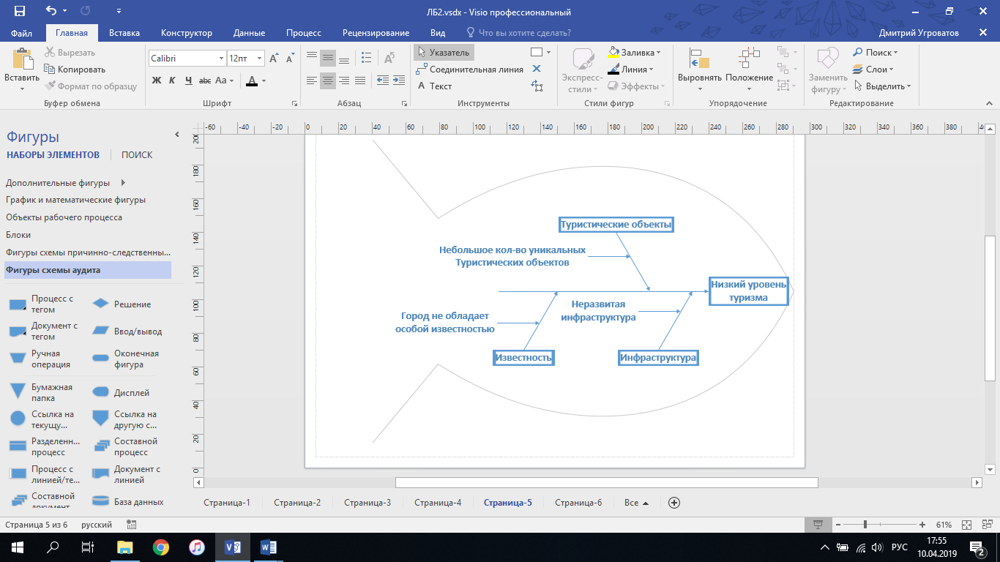 ЛБ2.vsdx - Visio профессиональный
Файл Главная Вставка Конструктор Данные Процесс Рецензирование Вид Что вы хотите сделать? Дмитрий Угроватов
Вставить
Вырезать
Копировать
Формат по образцу
Буфер обмена
Calibri 12пт
Ж К Ч abc Aa A
Шрифт
Абзац
Указатель
Соединительная линия
Текст
Инструменты
Экспресс-
стили
Заливка
Линия
Эффекты
Стили фигур
Выровнять Положение
Упорядочение
Заменить
фигуру
Поиск
Слои
Выделить
Редактирование
Фигуры
НАБОРЫ ЭЛЕМЕНТОВ ПОИСК
Дополнительные фигуры
График и математические фигуры
Объекты рабочего процесса
Блоки
Фигуры схемы причинно-следственны...
Фигуры схемы аудита
Процесс с
тегом
Решение
Документ с
тегом
Ввод/вывод
Ручная
операция
Оконечная
фигура
Бумажная
папка
Дисплей
Ссылка на
текущу...
Ссылка на
другую с...
Разделенн...
процесс
Составной
процесс
Процесс с
линией/те...
Документ с
линией
Составной
документ
База данных
-60 -40 -20 0 20 40 60 80 100 120 140 160 180 200 220 240 260 280 300 320 340 360 380
200
180
160
140
120
100
80
60
40
20
0
Туристические объекты
Небольшое кол-во уникальных
Туристических объектов
Низкий уровень
туризма
Неразвитая
инфраструктура
Город не обладает
особой известностью
Известность
Инфраструктура
Страница-1 Страница-2 Страница-3 Страница-4 Страница-5 Страница-6 Все
Страница 5 из 6 русский 61%
РУС
17:55
10.04.2019
2